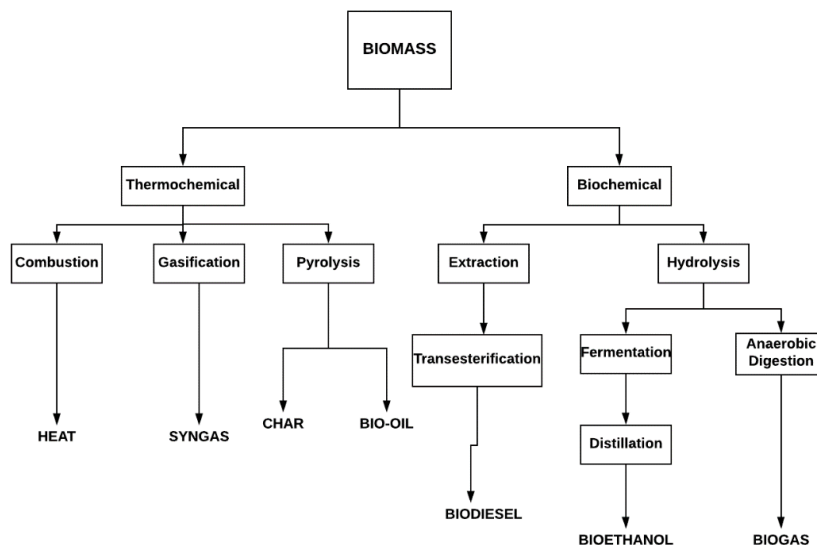 BIOMASS
Thermochemical
Biochemical
Combustion
Gasification
Pyrolysis
Extraction
Hydrolysis
Transesterification
Fermentation
Anaerobic
Digestion
CHAR
BIO-OIL
HEAT
SYNGAS
Distillation
BIODIESEL
BIOETHANOL
BIOGAS